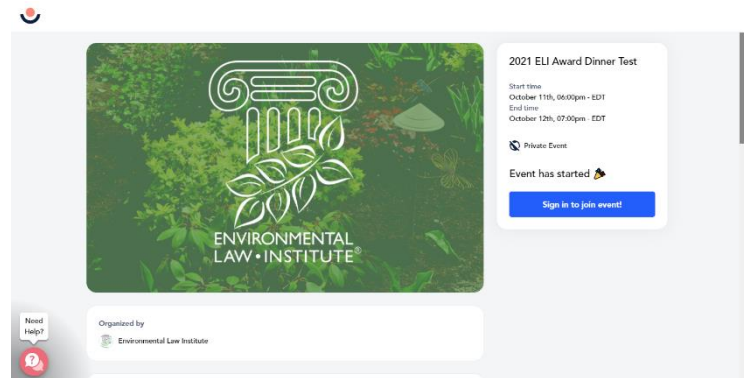 ENVIRONMENTAL
LAW•INSTITUTE®
2021 ELI Award Dinner Test
Start time
October 11th, 06:00pm - EDT
End time
October 12th, 07:00pm - EDT
Private Event
Event has started
Sign in to join event!
Organized by
Environmental Law Institute
Need
Help?